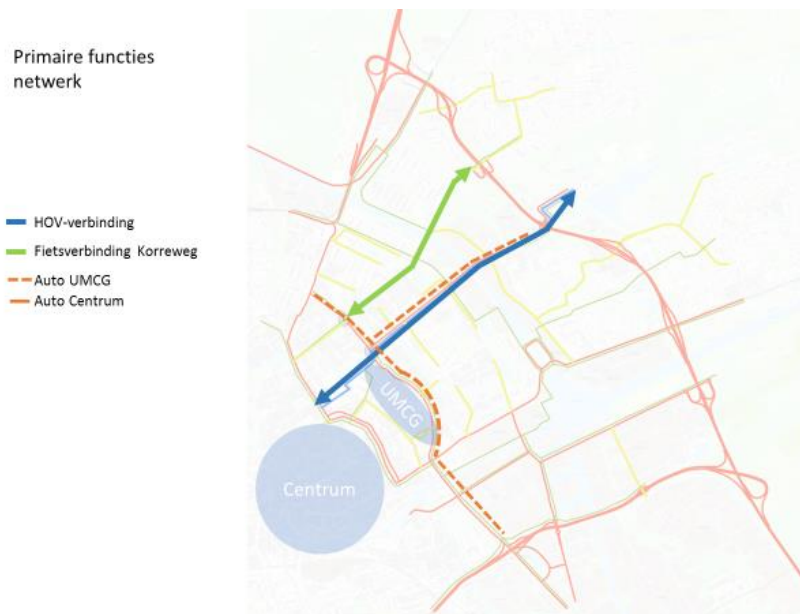 Primaire functies
netwerk
HOV-verbinding
Fietsverbinding Korreweg
Auto UMCG
Auto Centrum
UMCG
Centrum